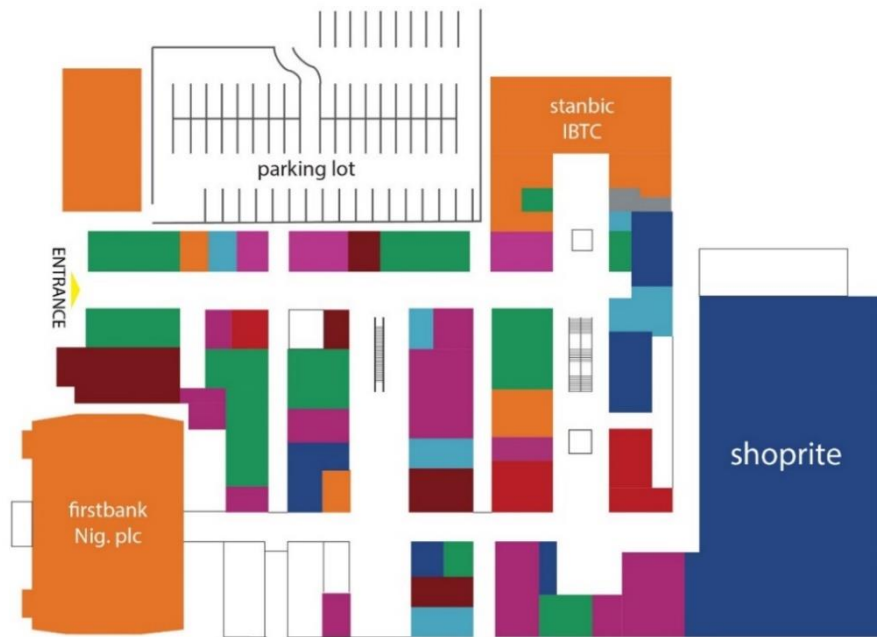 stanbic
IBTC
parking lot
ENTRANCE
shoprite
firstbank
Nig. plc